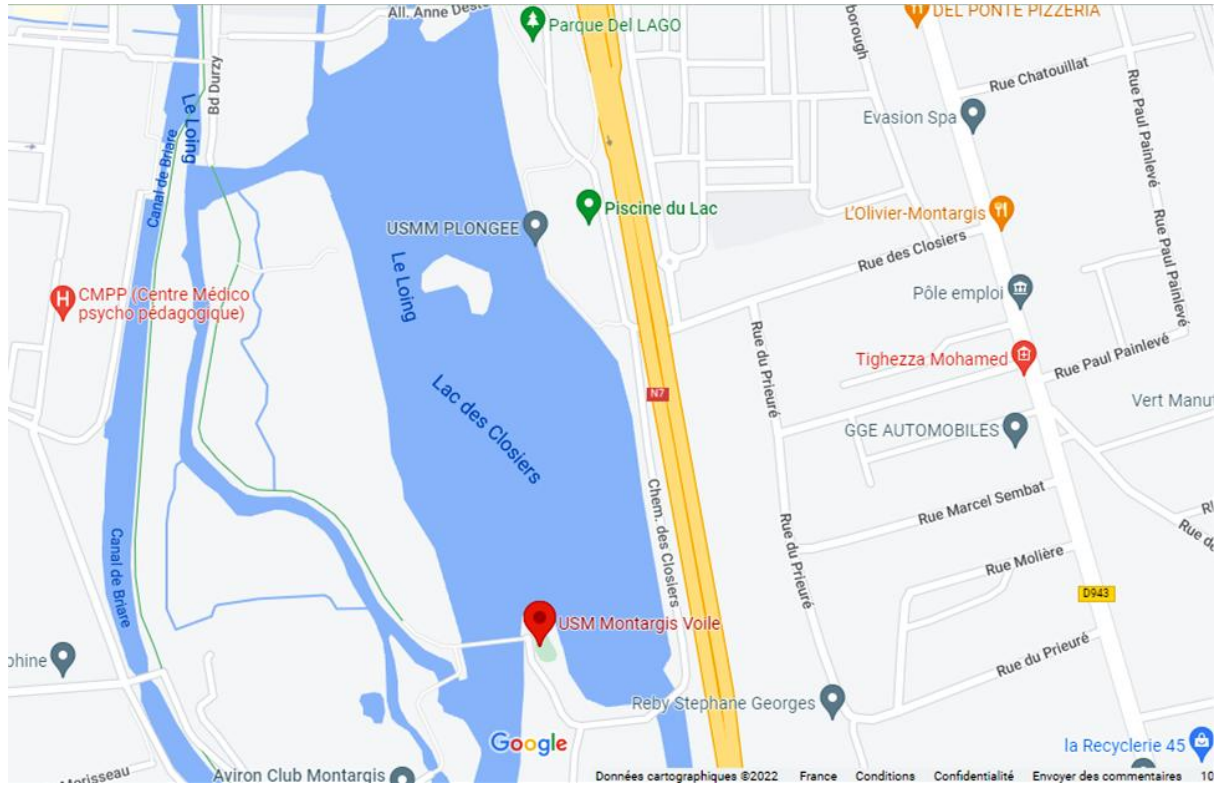 All. Anne Deste
Parque Del LAGO
DEL PONTE PIZZERIA
borough
Rue Chatouillat
Rue Paul Painlevé
Bd Durzy
Le Loing
Canal de Briare
Evasion Spa
Piscine du Lac
L'Olivier-Montargis
USMM PLONGEE
Rue des Closiers
Rue Paul Painlevé
Le Loing
CMPP (Centre Médico
psycho pédagogique)
Pôle emploi
Rue du Prieuré
Tighezza Mohamed
Rue Paul Painlevé
N7
Lac des Closiers
Vert Manut
GGE AUTOMOBILES
Chem. des Closiers
Rue Marcel Sembat
Rue du Prieuré
Canal de Briare
Rue Molière
D943
USM Montargis Voile
phine
Rue du Prieuré
Reby Stephane Georges
Google
la Recyclerie 45
Morisseau
Aviron Club Montargis
Données cartographiques ©2022 France Conditions Confidentialité Envoyer des commentaires 10